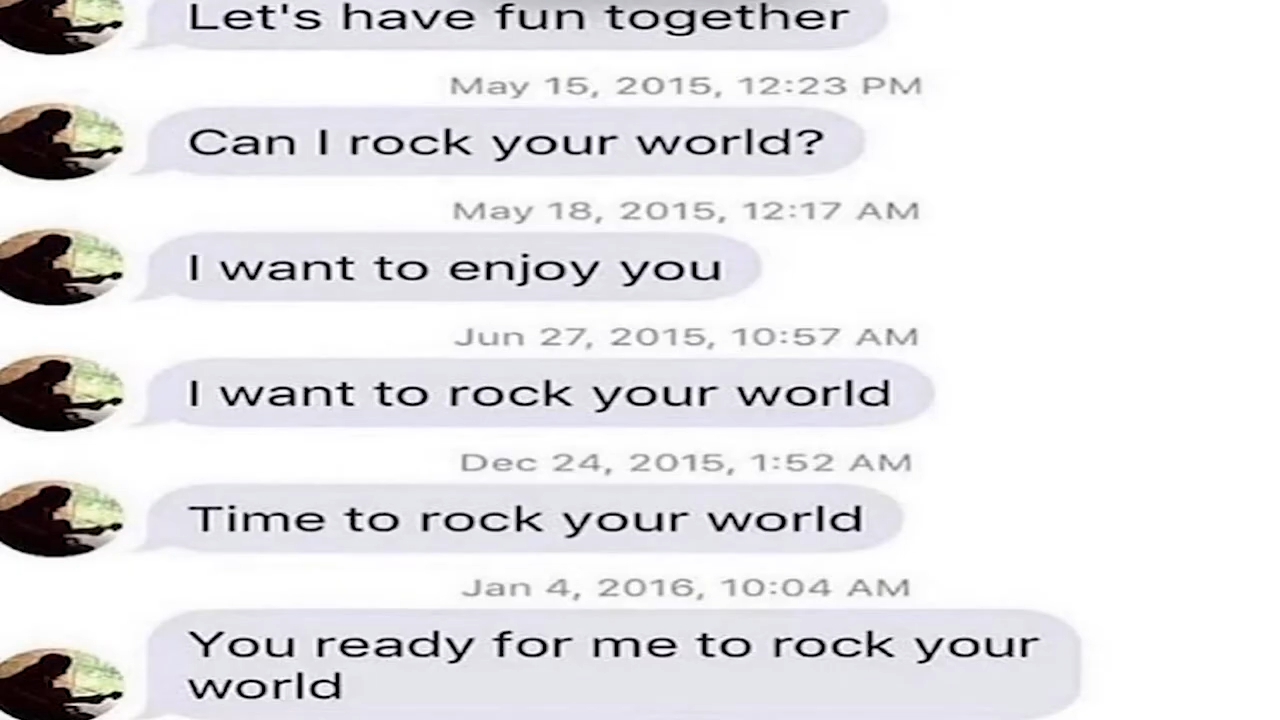 Let's have fun together
May 15, 2015, 12:23 PM
Can I rock your world?
May 18, 2015, 12:17 AM
I want to enjoy you
Jun 27, 2015, 10:57 AM
I want to rock your world
Dec 24, 2015, 1:52 AM
Time to rock your world
Jan 4, 2016, 10:04 AM
You ready for me to rock your
world